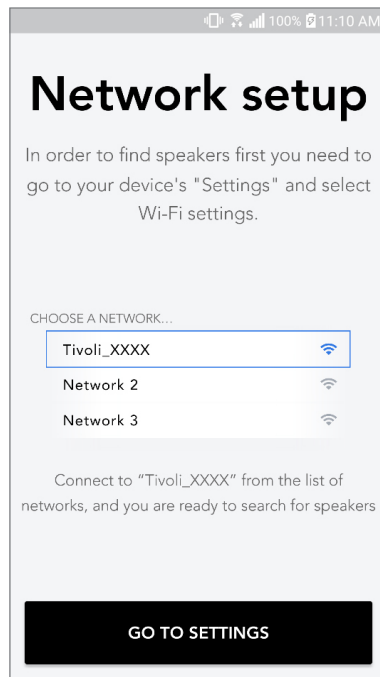 100% 11:10 AM
Network setup
In order to find speakers first you need to
go to your device's "Settings" and select
Wi-Fi settings.
CHOOSE A NETWORK...
Tivoli_XXXX
Network 2
Network 3
Connect to “Tivoli_XXXX” from the list of
networks, and you are ready to search for speakers
GO TO SETTINGS